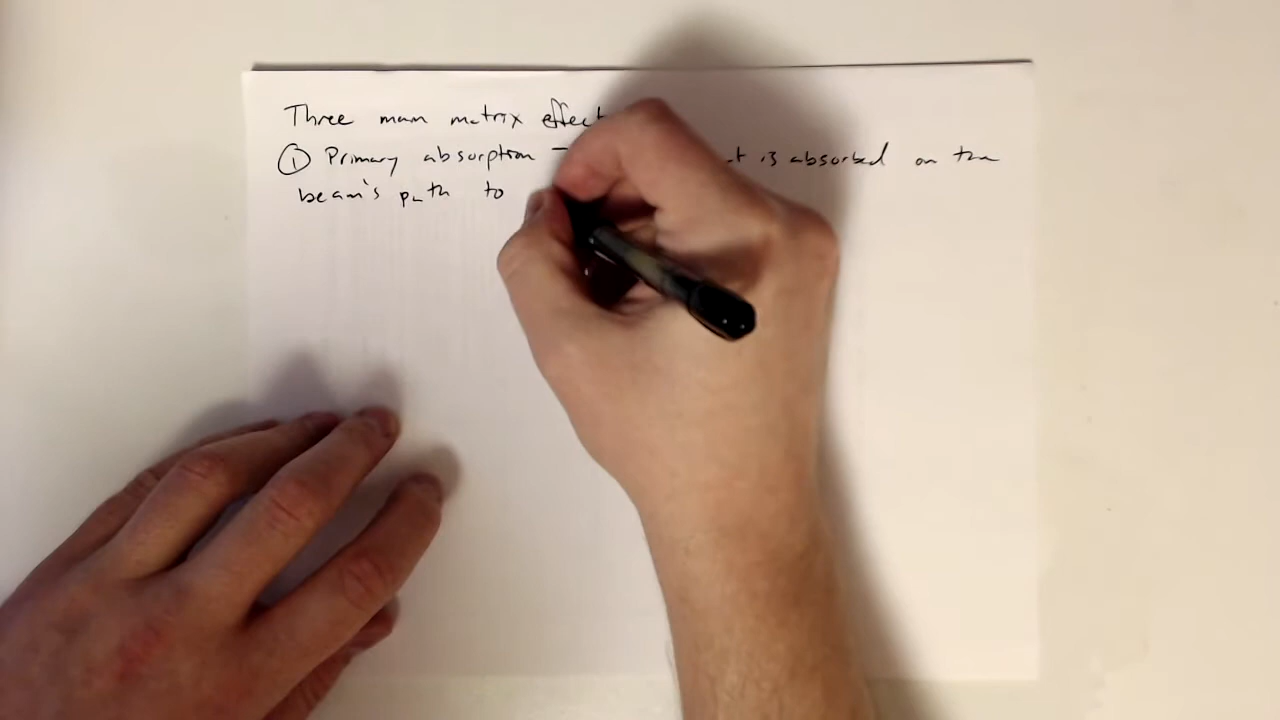 Three main matrix effect
① Primary absorption - is absorbed on the
beam's path to